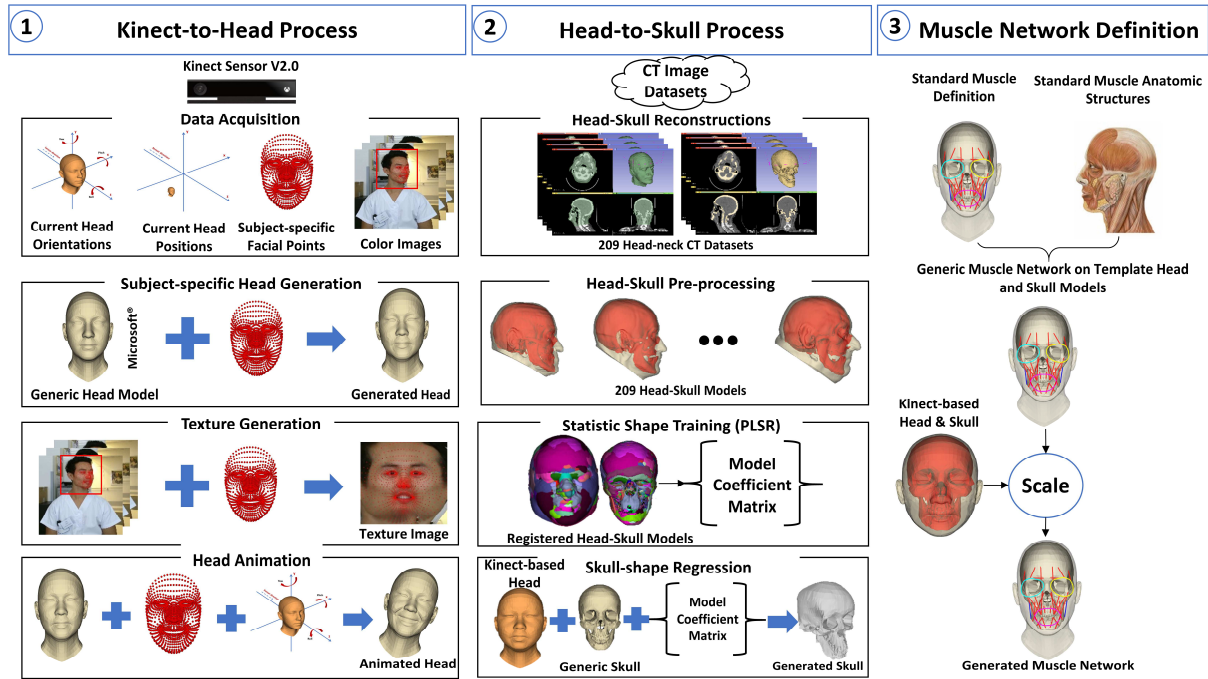 1
Kinect-to-Head Process
Kinect Sensor V2.0
Data Acquisition
Current Head
Orientations
Current Head
Positions
Subject-specific
Facial Points
Color Images
Subject-specific Head Generation
Microsoft®
Generic Head Model
Generated Head
Texture Generation
Texture Image
Head Animation
Animated Head
2
Head-to-Skull Process
CT Image
Datasets
Head-Skull Reconstructions
209 Head-neck CT Datasets
Head-Skull Pre-processing
209 Head-Skull Models
Statistic Shape Training (PLSR)
Model
Coefficient
Matrix
Registered Head-Skull Models
Skull-shape Regression
Kinect-based
Head
Model
Coefficient
Matrix
Generic Skull
Generated Skull
3
Muscle Network Definition
Standard Muscle
Definition
Standard Muscle Anatomic
Structures
Generic Muscle Network on Template Head
and Skull Models
KInect-based
Head & Skull
Scale
Generated Muscle Network